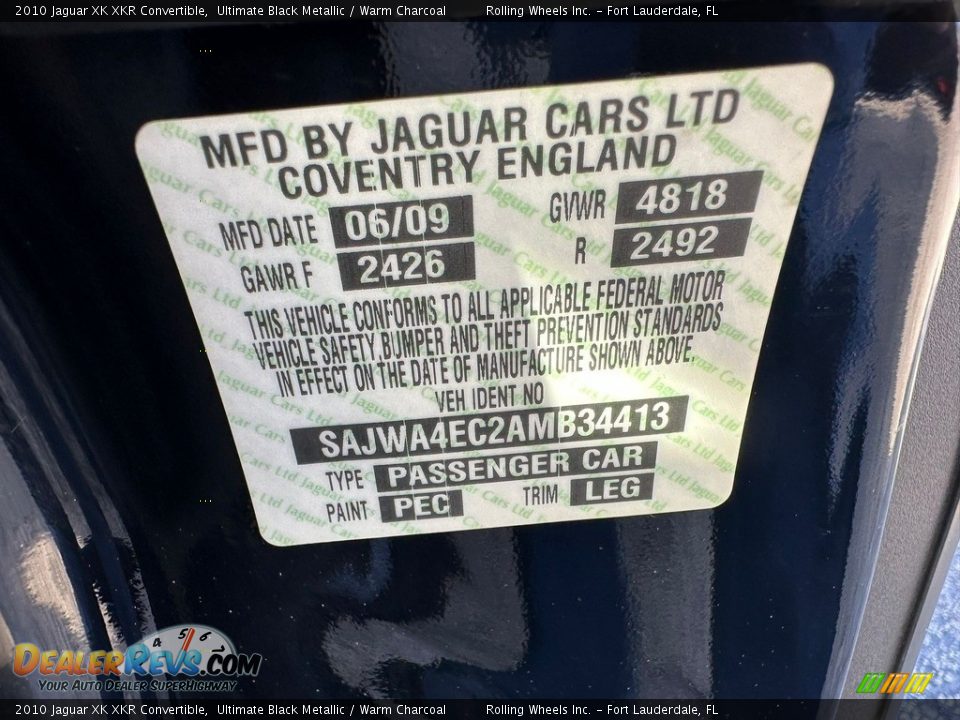 2010 Jaguar XK XKR Convertible, Ultimate Black Metallic / Warm Charcoal Rolling Wheels Inc. - Fort Lauderdale, FL
MFD BY JAGUAR CARS LTD
COVENTRY ENGLAND
MFD DATE 06/09 GVWR 4818
GAWR F 2426 R 2492
THIS VEHICLE CONFORMS TO ALL APPLICABLE FEDERAL MOTOR
VEHICLE SAFETY,BUMPER AND THEFT PREVENTION STANDARDS
IN EFFECT ON THE DATE OF MANUFACTURE SHOWN ABOVE.
VEH IDENT NO
SAJWA4EC2AMB34413
TYPE PASSENGER CAR
PAINT PEC TRIM LEG
4 5 6
DEALERREVS.COM
YOUR AUTO DEALER SUPERHIGHWAY
2010 Jaguar XK XKR Convertible, Ultimate Black Metallic / Warm Charcoal Rolling Wheels Inc. - Fort Lauderdale, FL